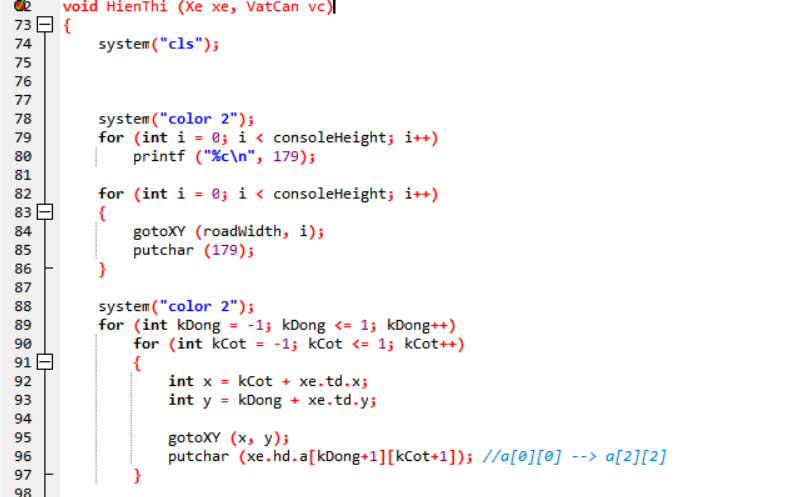 void HienThi (Xe xe, VatCan vc)
73 {
74 system("cls");
75
76
77
78 system("color 2");
79 for (int i = 0; i < consoleHeight; i++)
80 printf ("%c\n", 179);
81
82 for (int i = 0; i < consoleHeight; i++)
83 {
84 gotoXY (roadWidth, i);
85 putchar (179);
86 }
87
88 system("color 2");
89 for (int kDong = -1; kDong <= 1; kDong++)
90 for (int kCot = -1; kCot <= 1; kCot++)
91 {
92 int x = kCot + xe.td.x;
93 int y = kDong + xe.td.y;
94
95 gotoXY (x, y);
96 putchar (xe.hd.a[kDong+1][kCot+1]); //a[0][0] --> a[2][2]
97 }
98